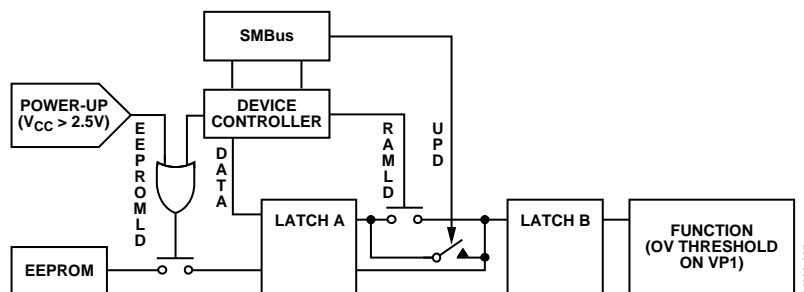 SMBus
POWER-UP
(VCC > 2.5V)
DEVICE
CONTROLLER
EEPROMLD
DATA
RAMLD
UPD
LATCH A
LATCH B
FUNCTION
(OV THRESHOLD
ON VP1)
EEPROM